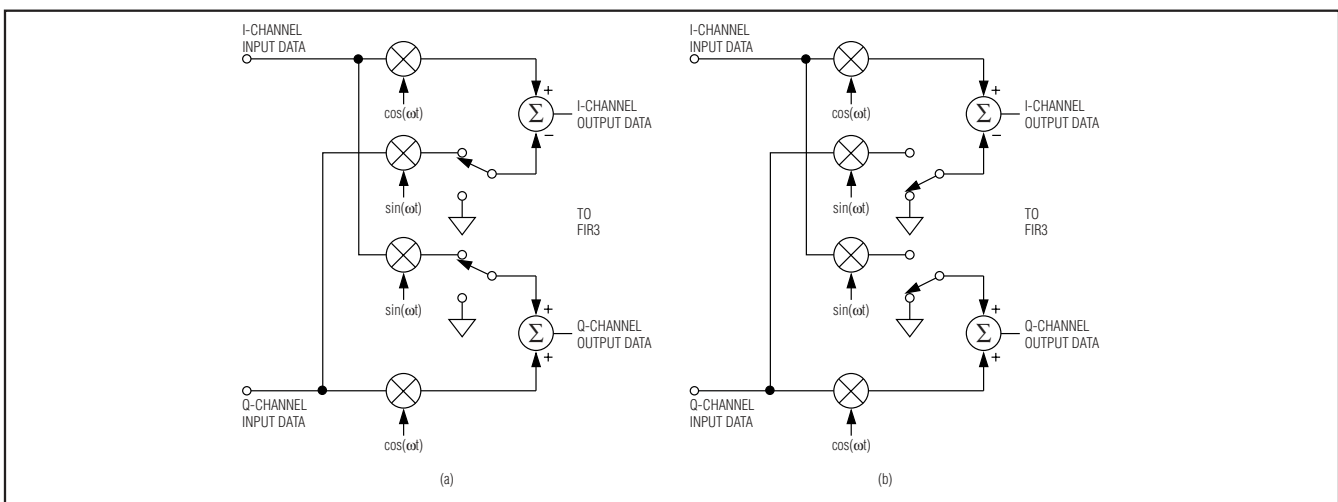 I-CHANNEL
INPUT DATA
cos(ωt)
+
Σ
−
I-CHANNEL
OUTPUT DATA
sin(ωt)
TO
FIR3
sin(ωt)
+
Σ
+
Q-CHANNEL
OUTPUT DATA
Q-CHANNEL
INPUT DATA
cos(ωt)
(a)
I-CHANNEL
INPUT DATA
cos(ωt)
+
Σ
−
I-CHANNEL
OUTPUT DATA
sin(ωt)
TO
FIR3
sin(ωt)
+
Σ
+
Q-CHANNEL
OUTPUT DATA
Q-CHANNEL
INPUT DATA
cos(ωt)
(b)